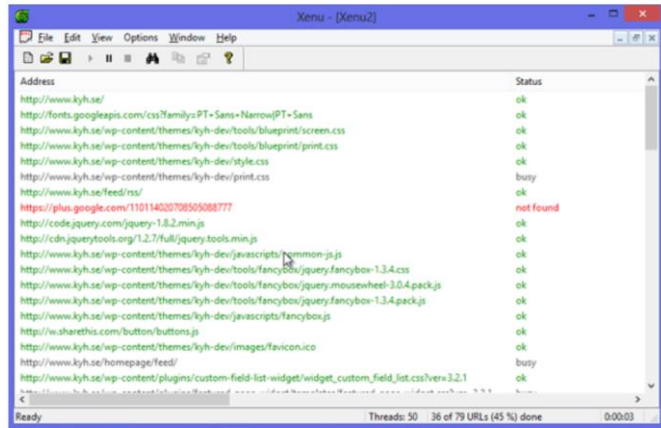 Xenu - [Xenu2]
File Edit View Options Window Help
Address Status
http://www.kyh.se/ ok
http://fonts.googleapis.com/css?family=PT+Sans+Narrow|PT+Sans ok
http://www.kyh.se/wp-content/themes/kyh-dev/tools/blueprint/screen.css ok
http://www.kyh.se/wp-content/themes/kyh-dev/tools/blueprint/print.css ok
http://www.kyh.se/wp-content/themes/kyh-dev/style.css ok
http://www.kyh.se/wp-content/themes/kyh-dev/print.css busy
http://www.kyh.se/feed/rss/ ok
https://plus.google.com/110114020708505088777 not found
http://code.jquery.com/jquery-1.8.2.min.js ok
http://cdn.jquerytools.org/1.2.7/full/jquery.tools.min.js ok
http://www.kyh.se/wp-content/themes/kyh-dev/javascripts/common-js.js ok
http://www.kyh.se/wp-content/themes/kyh-dev/tools/fancybox/jquery.fancybox-1.3.4.css ok
http://www.kyh.se/wp-content/themes/kyh-dev/tools/fancybox/jquery.mousewheel-3.0.4.pack.js ok
http://www.kyh.se/wp-content/themes/kyh-dev/tools/fancybox/jquery.fancybox-1.3.4.pack.js ok
http://www.kyh.se/wp-content/themes/kyh-dev/javascripts/fancybox.js ok
http://w.sharethis.com/button/buttons.js ok
http://www.kyh.se/wp-content/themes/kyh-dev/images/favicon.ico ok
http://www.kyh.se/homepage/feed/ busy
http://www.kyh.se/wp-content/plugins/custom-field-list-widget/widget_custom_field_list.css?ver=3.2.1 ok
Ready Threads: 50 36 of 79 URLs (45 %) done 0:00:03